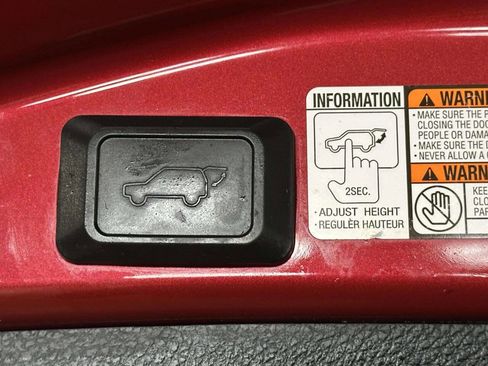 INFORMATION
2SEC.
· ADJUST HEIGHT
· REGULÉR HAUTEUR
WARN
• MAKE SURE THE
CLOSING THE DOO
PEOPLE OR DAMA
• MAKE SURE THE D
• NEVER ALLOW A
WARN
KEE
CLO
PAR